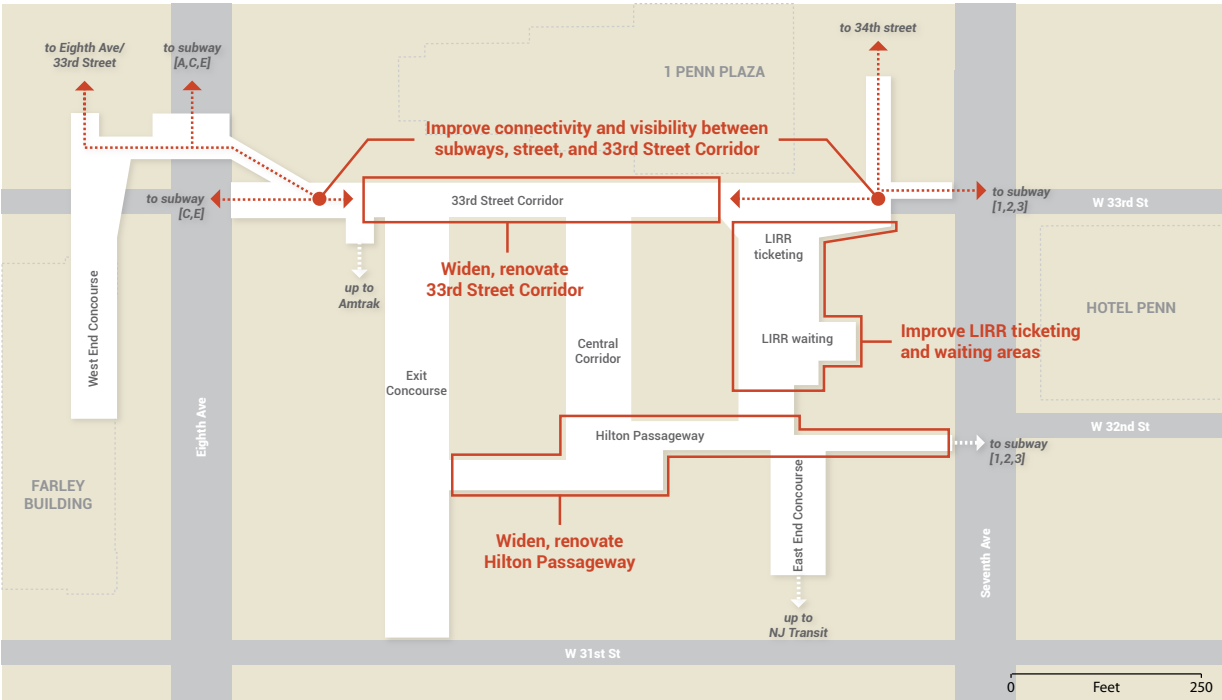 to Eighth Ave/
33rd Street
to subway
[A,C,E]
to 34th street
1 PENN PLAZA
Improve connectivity and visibility between
subways, street, and 33rd Street Corridor
to subway
[C,E]
33rd Street Corridor
to subway
[1,2,3]
W 33rd St
LIRR
ticketing
Widen, renovate
33rd Street Corridor
up to
Amtrak
West End Concourse
HOTEL PENN
LIRR waiting
Improve LIRR ticketing
and waiting areas
Central
Corridor
Exit
Concourse
Eighth Ave
W 32nd St
Hilton Passageway
to subway
[1,2,3]
FARLEY
BUILDING
East End Concourse
Widen, renovate
Hilton Passageway
Seventh Ave
up to
NJ Transit
W 31st St
0 Feet 250